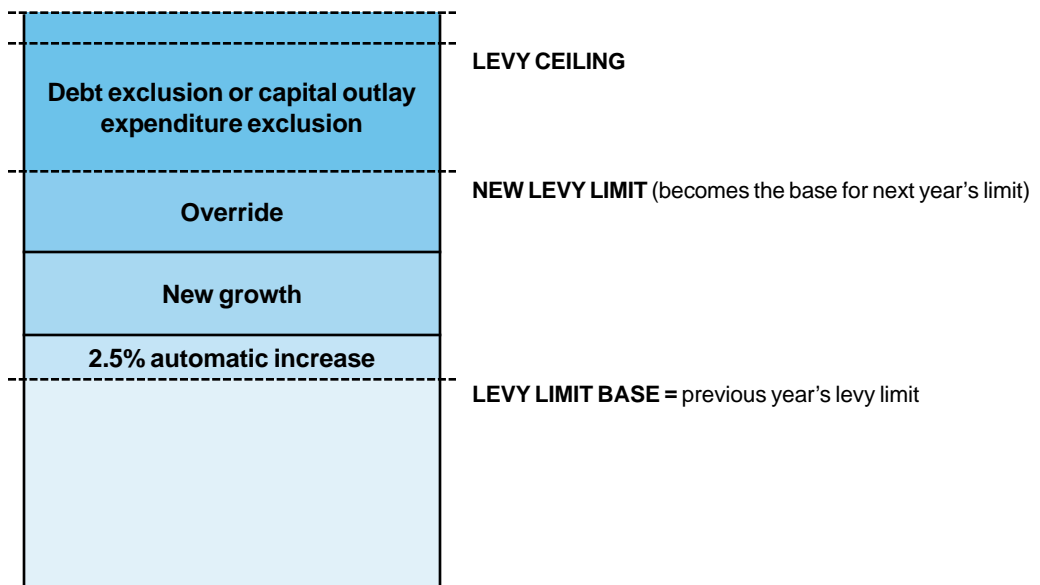 LEVY CEILING
Debt exclusion or capital outlay
expenditure exclusion
NEW LEVY LIMIT (becomes the base for next year’s limit)
Override
New growth
2.5% automatic increase
LEVY LIMIT BASE = previous year’s levy limit